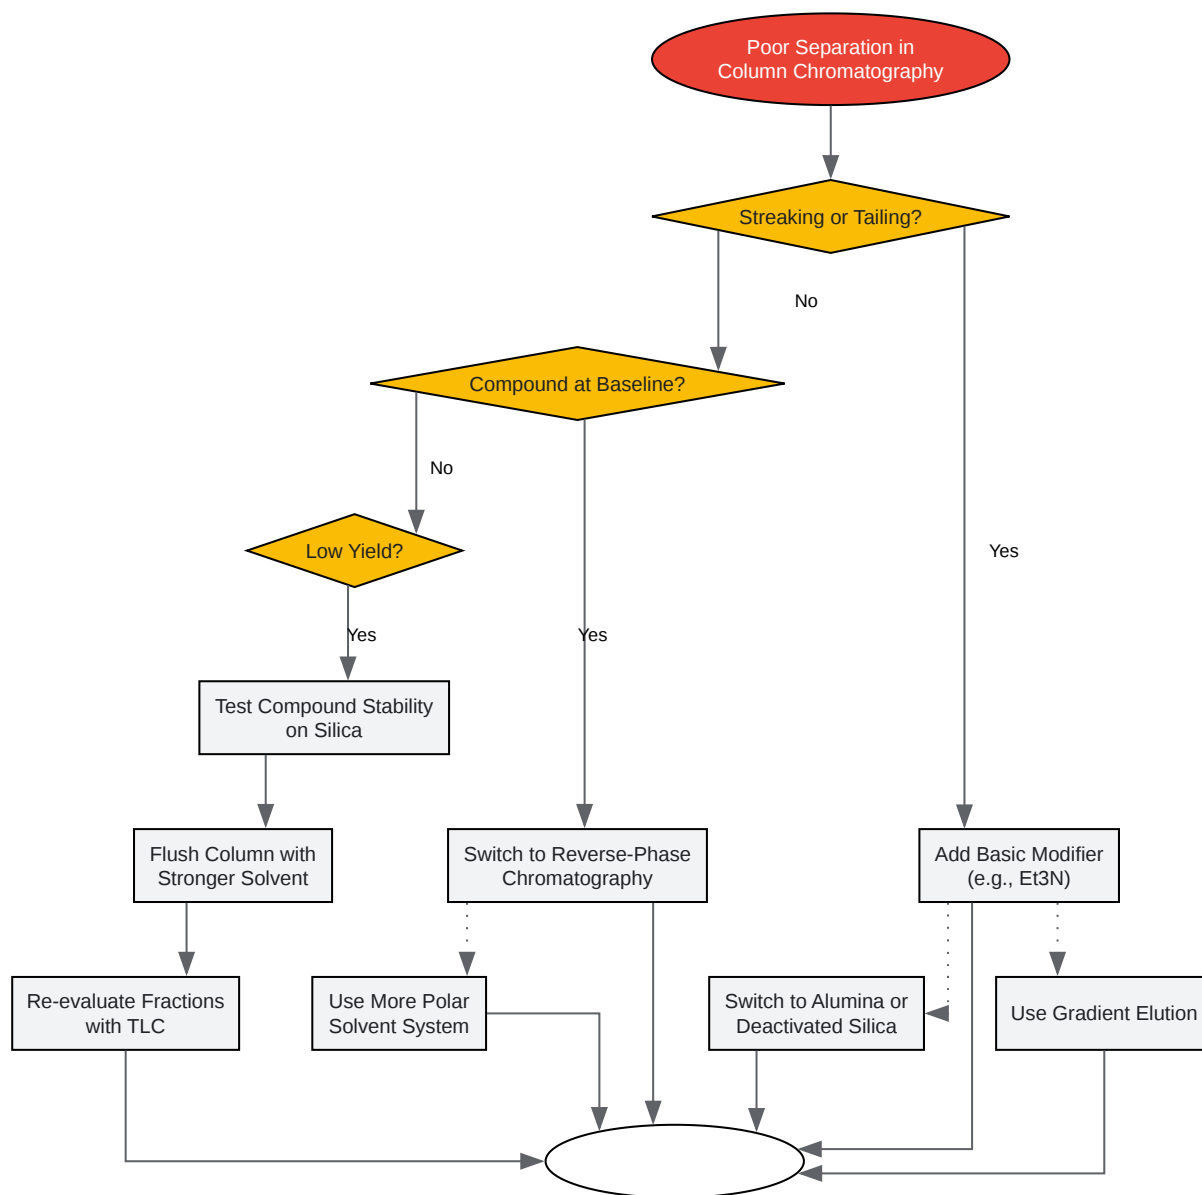 Poor Separation in
Column Chromatography
Streaking or Tailing?
No
Compound at Baseline?
No
Low Yield?
Yes
Yes
Yes
Test Compound Stability
on Silica
Flush Column with
Stronger Solvent
Switch to Reverse-Phase
Chromatography
Add Basic Modifier
(e.g., Et3N)
Re-evaluate Fractions
with TLC
Use More Polar
Solvent System
Switch to Alumina or
Deactivated Silica
Use Gradient Elution